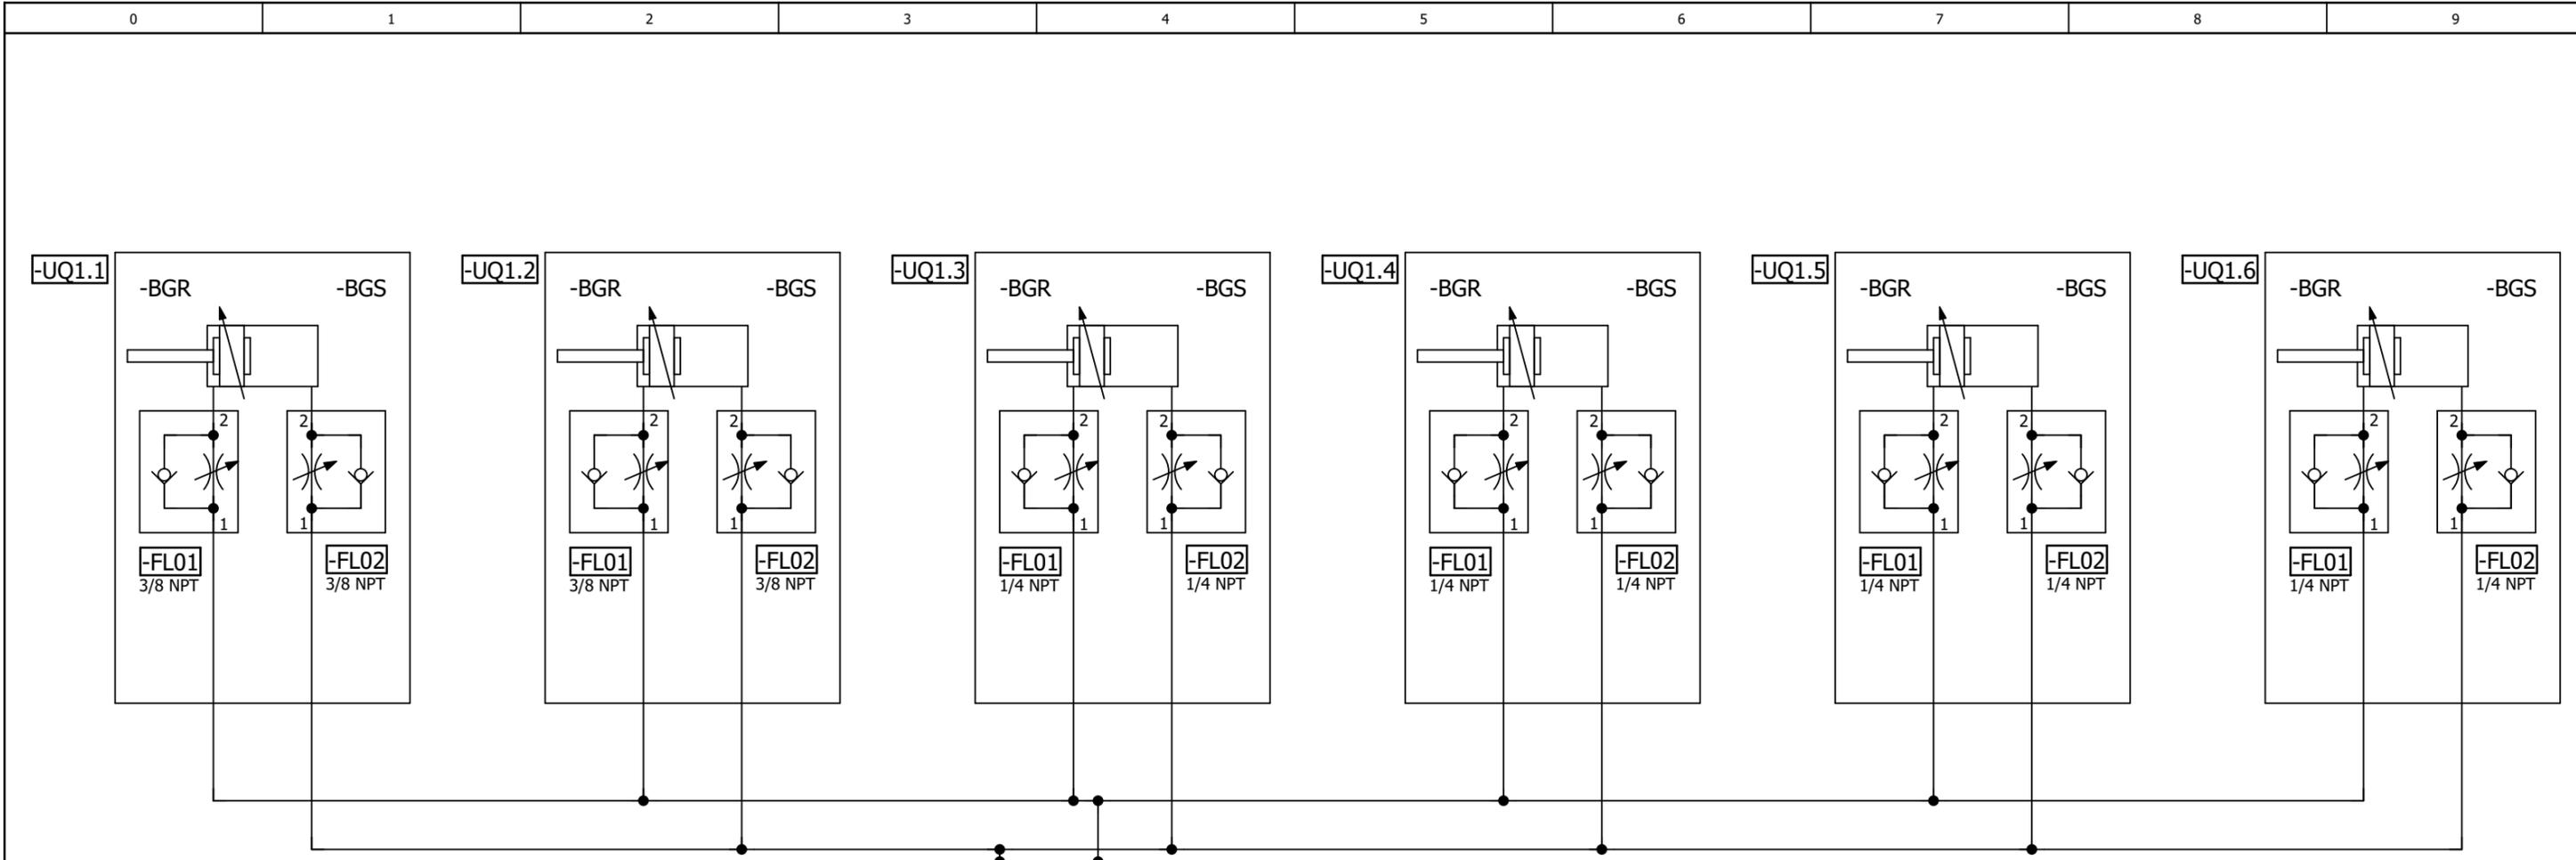 0 1 2 3 4 5 6 7 8 9
-UQ1.1 -UQ1.2 -UQ1.3 -UQ1.4 -UQ1.5 -UQ1.6
-BGR -BGS -BGR -BGS -BGR -BGS -BGR -BGS -BGR -BGS -BGR -BGS
2 2 2 2 2 2 2 2 2 2 2 2
1 1 1 1 1 1 1 1 1 1 1 1
-FL01 -FL02 -FL01 -FL02 -FL01 -FL02 -FL01 -FL02 -FL01 -FL02 -FL01 -FL02
3/8 NPT 3/8 NPT 3/8 NPT 3/8 NPT 1/4 NPT 1/4 NPT 1/4 NPT 1/4 NPT 1/4 NPT 1/4 NPT 1/4 NPT 1/4 NPT